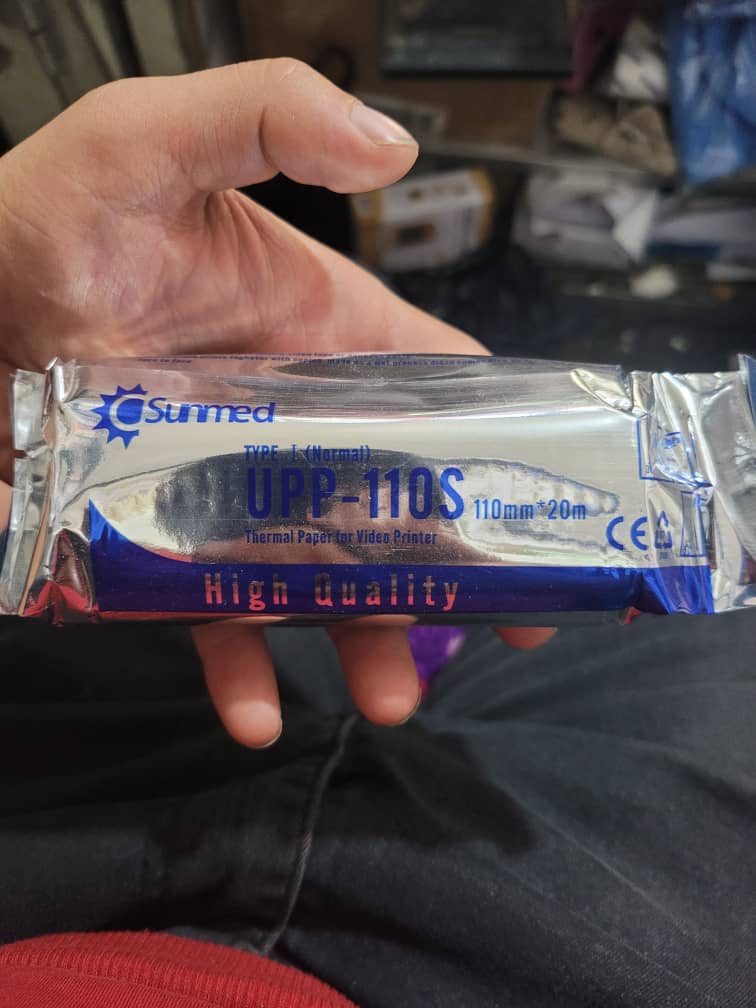 Sunmed
TYPE I (Normal)
UPP-110S 110mm*20m
Thermal Paper for Video Printer
CE
High Quality